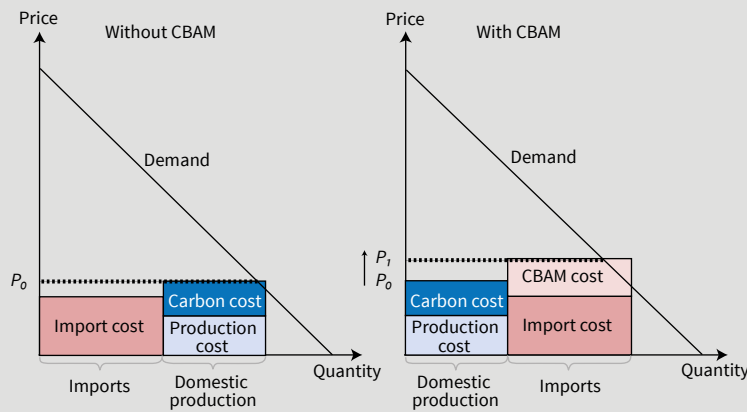 Price
Without CBAM
Demand
P0
Carbon cost
Import cost
Production
cost
Quantity
Imports
Domestic
production
Price
With CBAM
Demand
P1
P0
CBAM cost
Carbon cost
Import cost
Production
cost
Quantity
Domestic
production
Imports